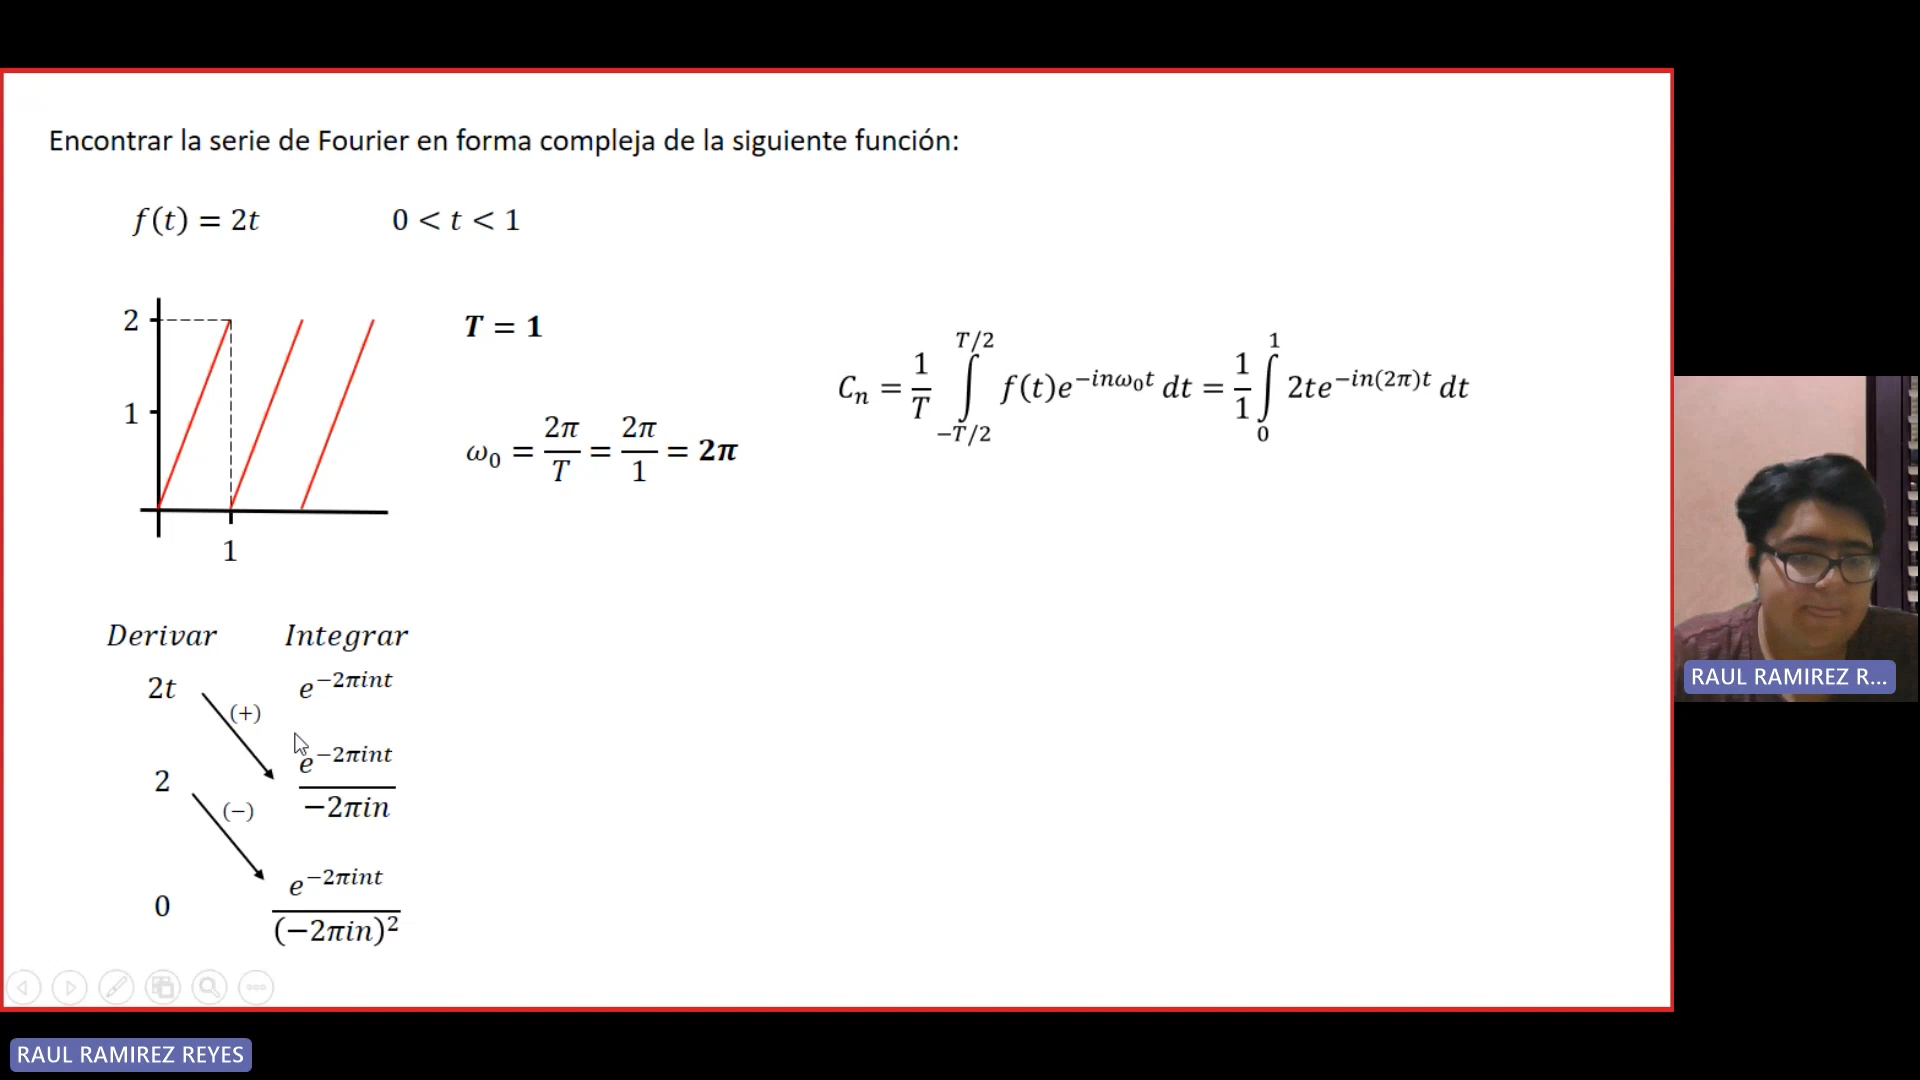 Encontrar la serie de Fourier en forma compleja de la siguiente función:
f(t) = 2t 0 < t < 1
2
1
1
T = 1
ω₀ = 2π/T = 2π/1 = 2π
Cₙ = 1/T ∫_{-T/2}^{T/2} f(t)e^{-inω₀t} dt = 1/1 ∫_0^1 2te^{-in(2π)t} dt
Derivar Integrar
2t (+) e^{-2πint}
2 (−) e^{-2πint}/(-2πin)
0 e^{-2πint}/(-2πin)²
RAUL RAMIREZ R...
RAUL RAMIREZ REYES